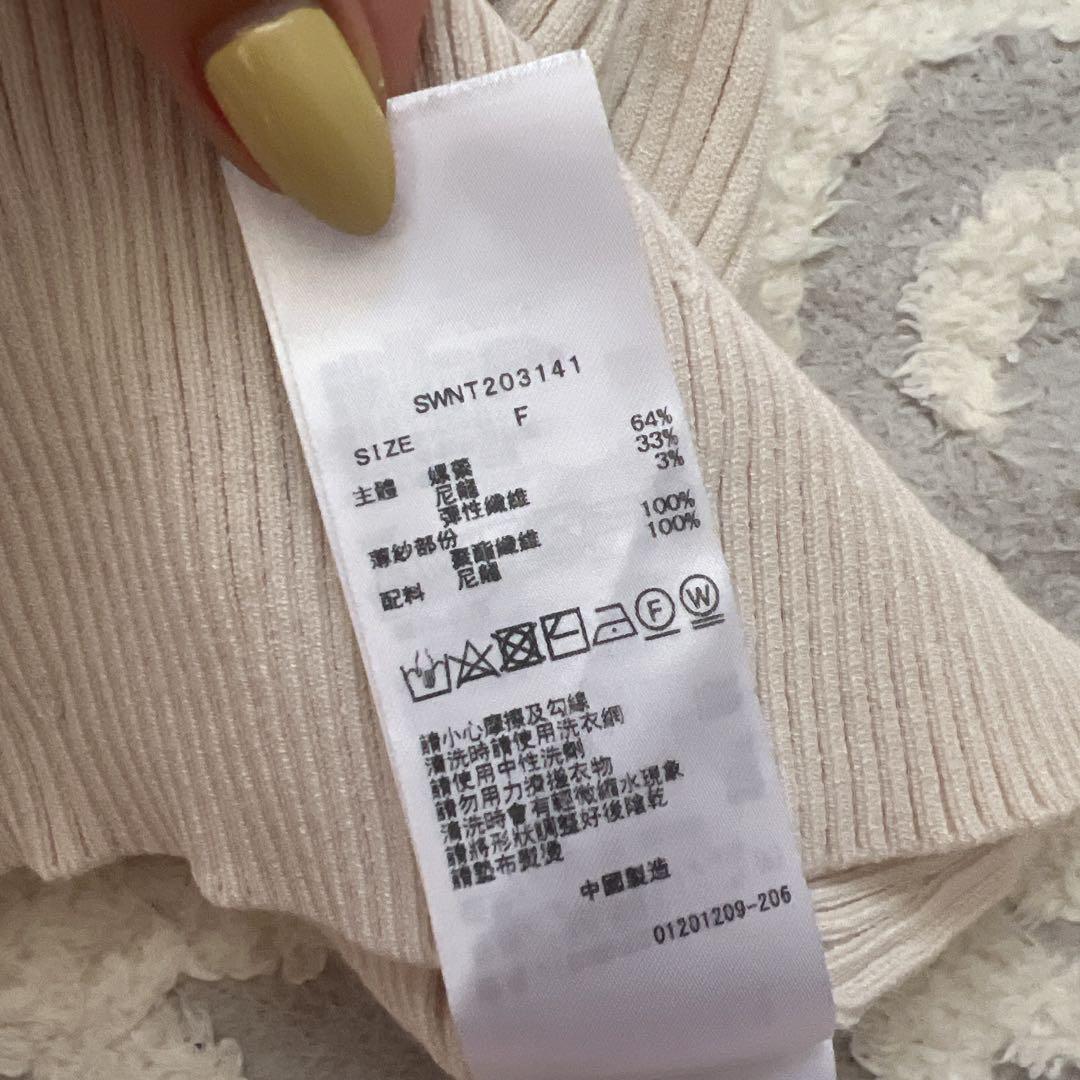 SWNT203141
SIZE F
主體 嫘縈 64%
尼龍 33%
彈性纖維 3%
薄紗部份 聚酯纖維 100%
配料 尼龍 100%
F W
請小心摩擦及勾線
清洗時請使用洗衣網
請使用中性洗劑
請勿用力擠搓衣物
清洗時會有輕微縮水現象
請將形狀調整好後陰乾
請墊布熨燙
中國製造
01201209-206